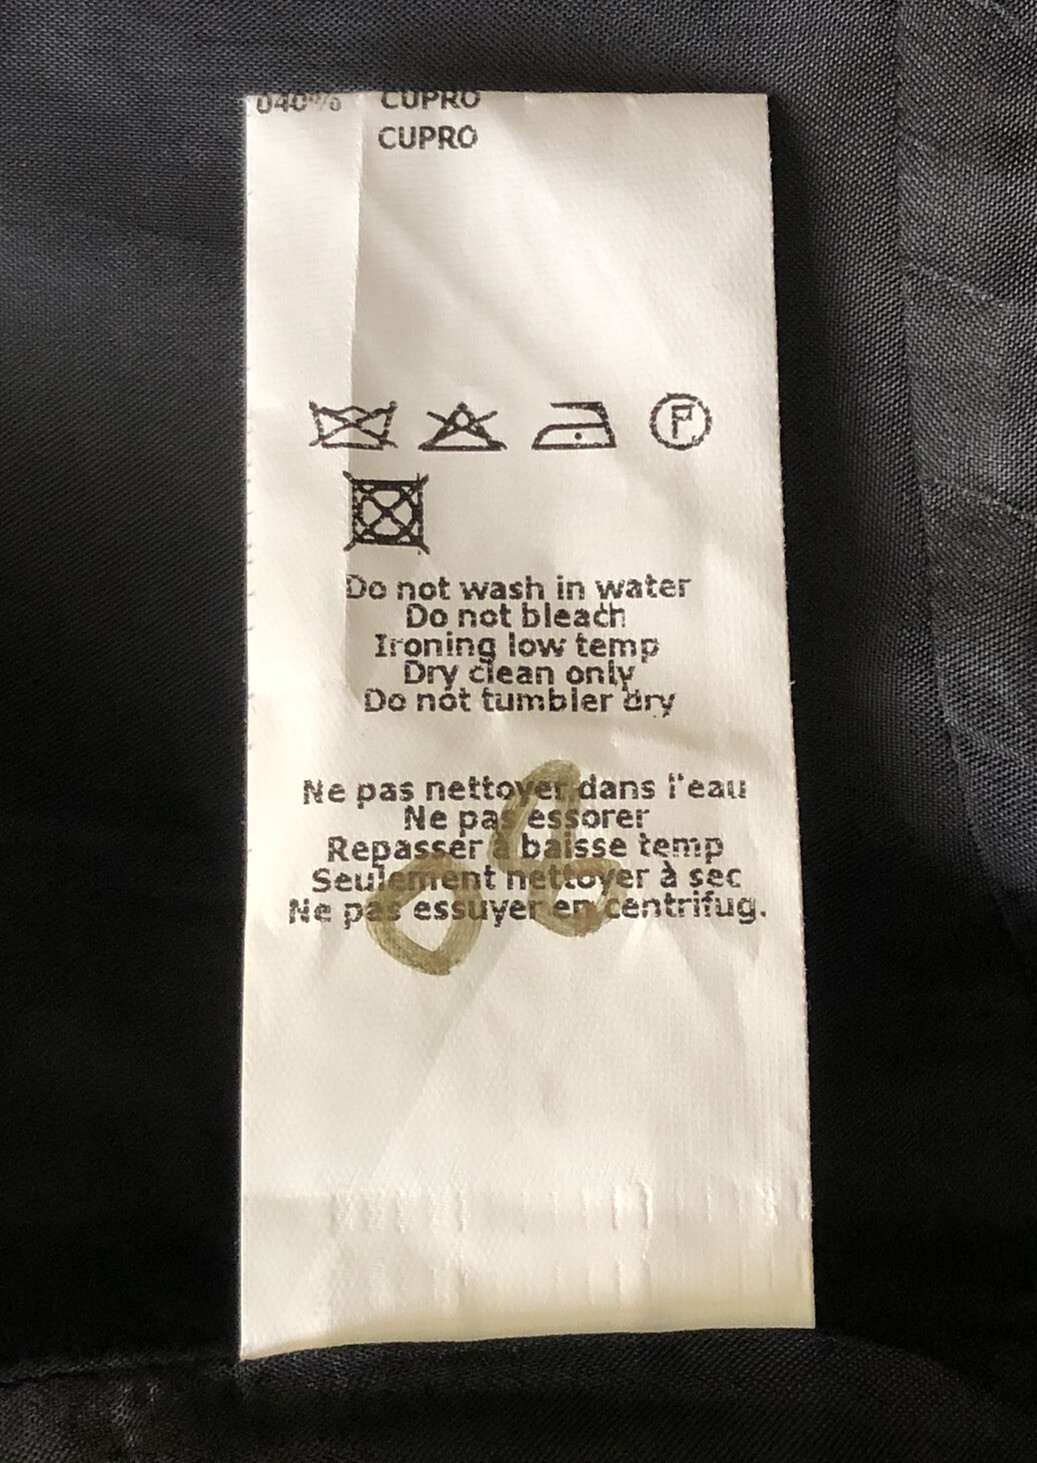 040% CUPRO
CUPRO
F
Do not wash in water
Do not bleach
Ironing low temp
Dry clean only
Do not tumbler dry
Ne pas nettoyer dans l'eau
Ne pas essorer
Repasser à baisse temp
Seulement nettoyer à sec
Ne pas essuyer en centrifug.